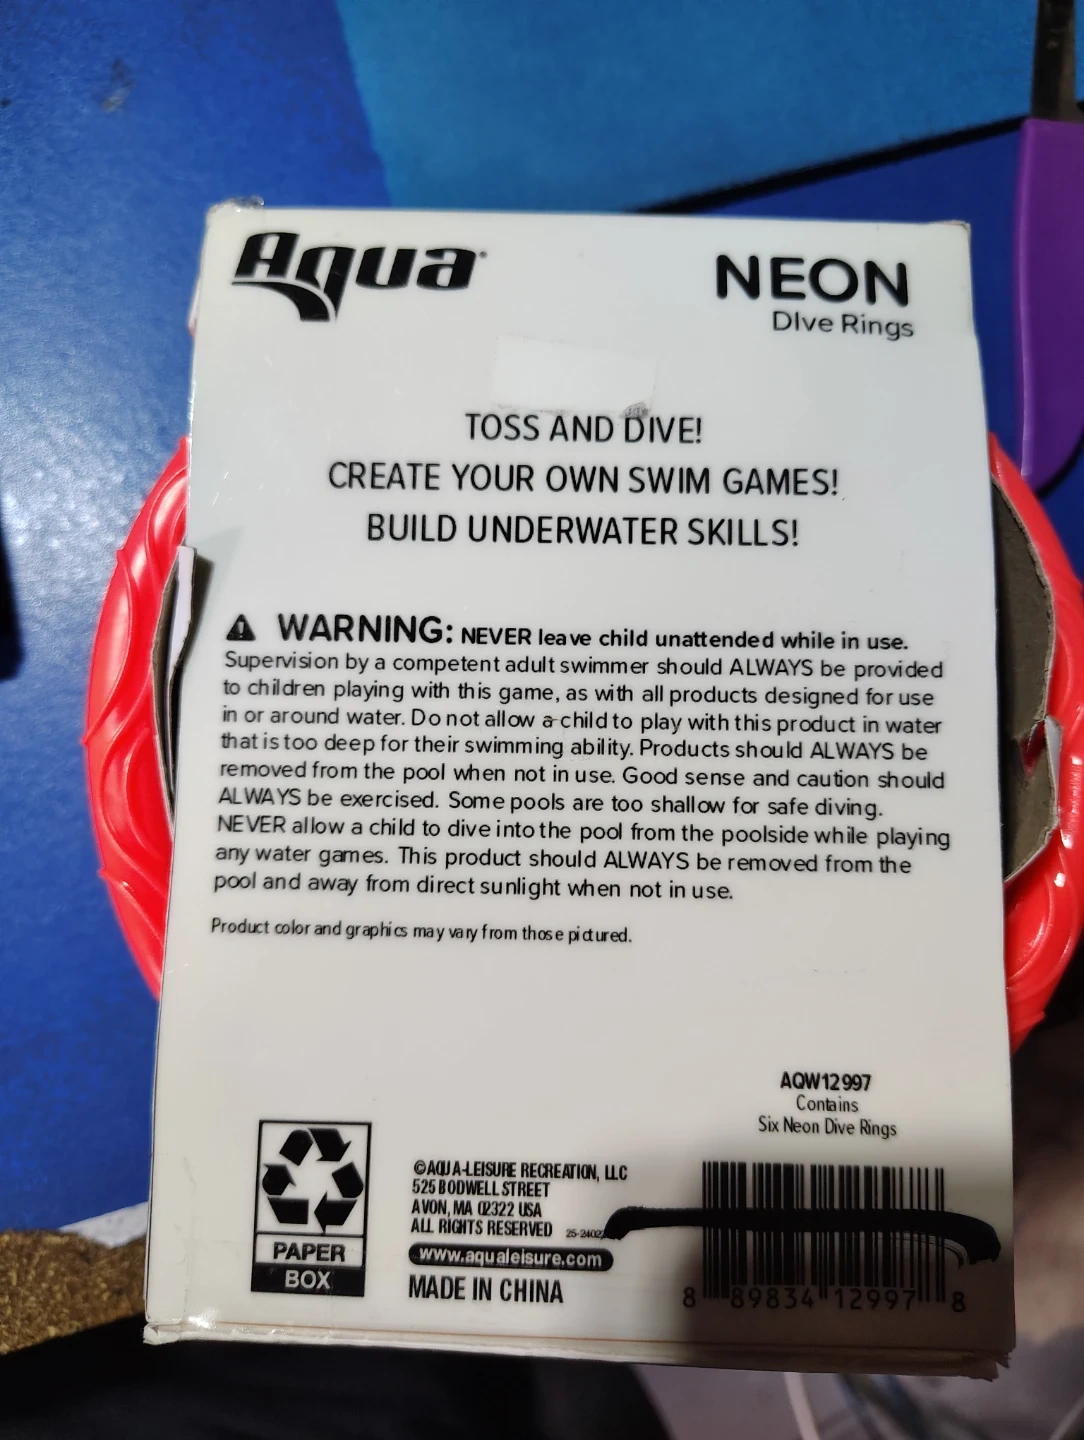 Aqua
NEON
DIve Rings
TOSS AND DIVE!
CREATE YOUR OWN SWIM GAMES!
BUILD UNDERWATER SKILLS!
WARNING: NEVER leave child unattended while in use.
Supervision by a competent adult swimmer should ALWAYS be provided
to children playing with this game, as with all products designed for use
in or around water. Do not allow a child to play with this product in water
that is too deep for their swimming ability. Products should ALWAYS be
removed from the pool when not in use. Good sense and caution should
ALWAYS be exercised. Some pools are too shallow for safe diving.
NEVER allow a child to dive into the pool from the poolside while playing
any water games. This product should ALWAYS be removed from the
pool and away from direct sunlight when not in use.
Product color and graphics may vary from those pictured.
AQW12997
Contains
Six Neon Dive Rings
PAPER
BOX
©AQUA-LEISURE RECREATION, LLC
525 BODWELL STREET
AVON, MA 02322 USA
ALL RIGHTS RESERVED
www.aqualeisure.com
MADE IN CHINA
8 89834 12997 8